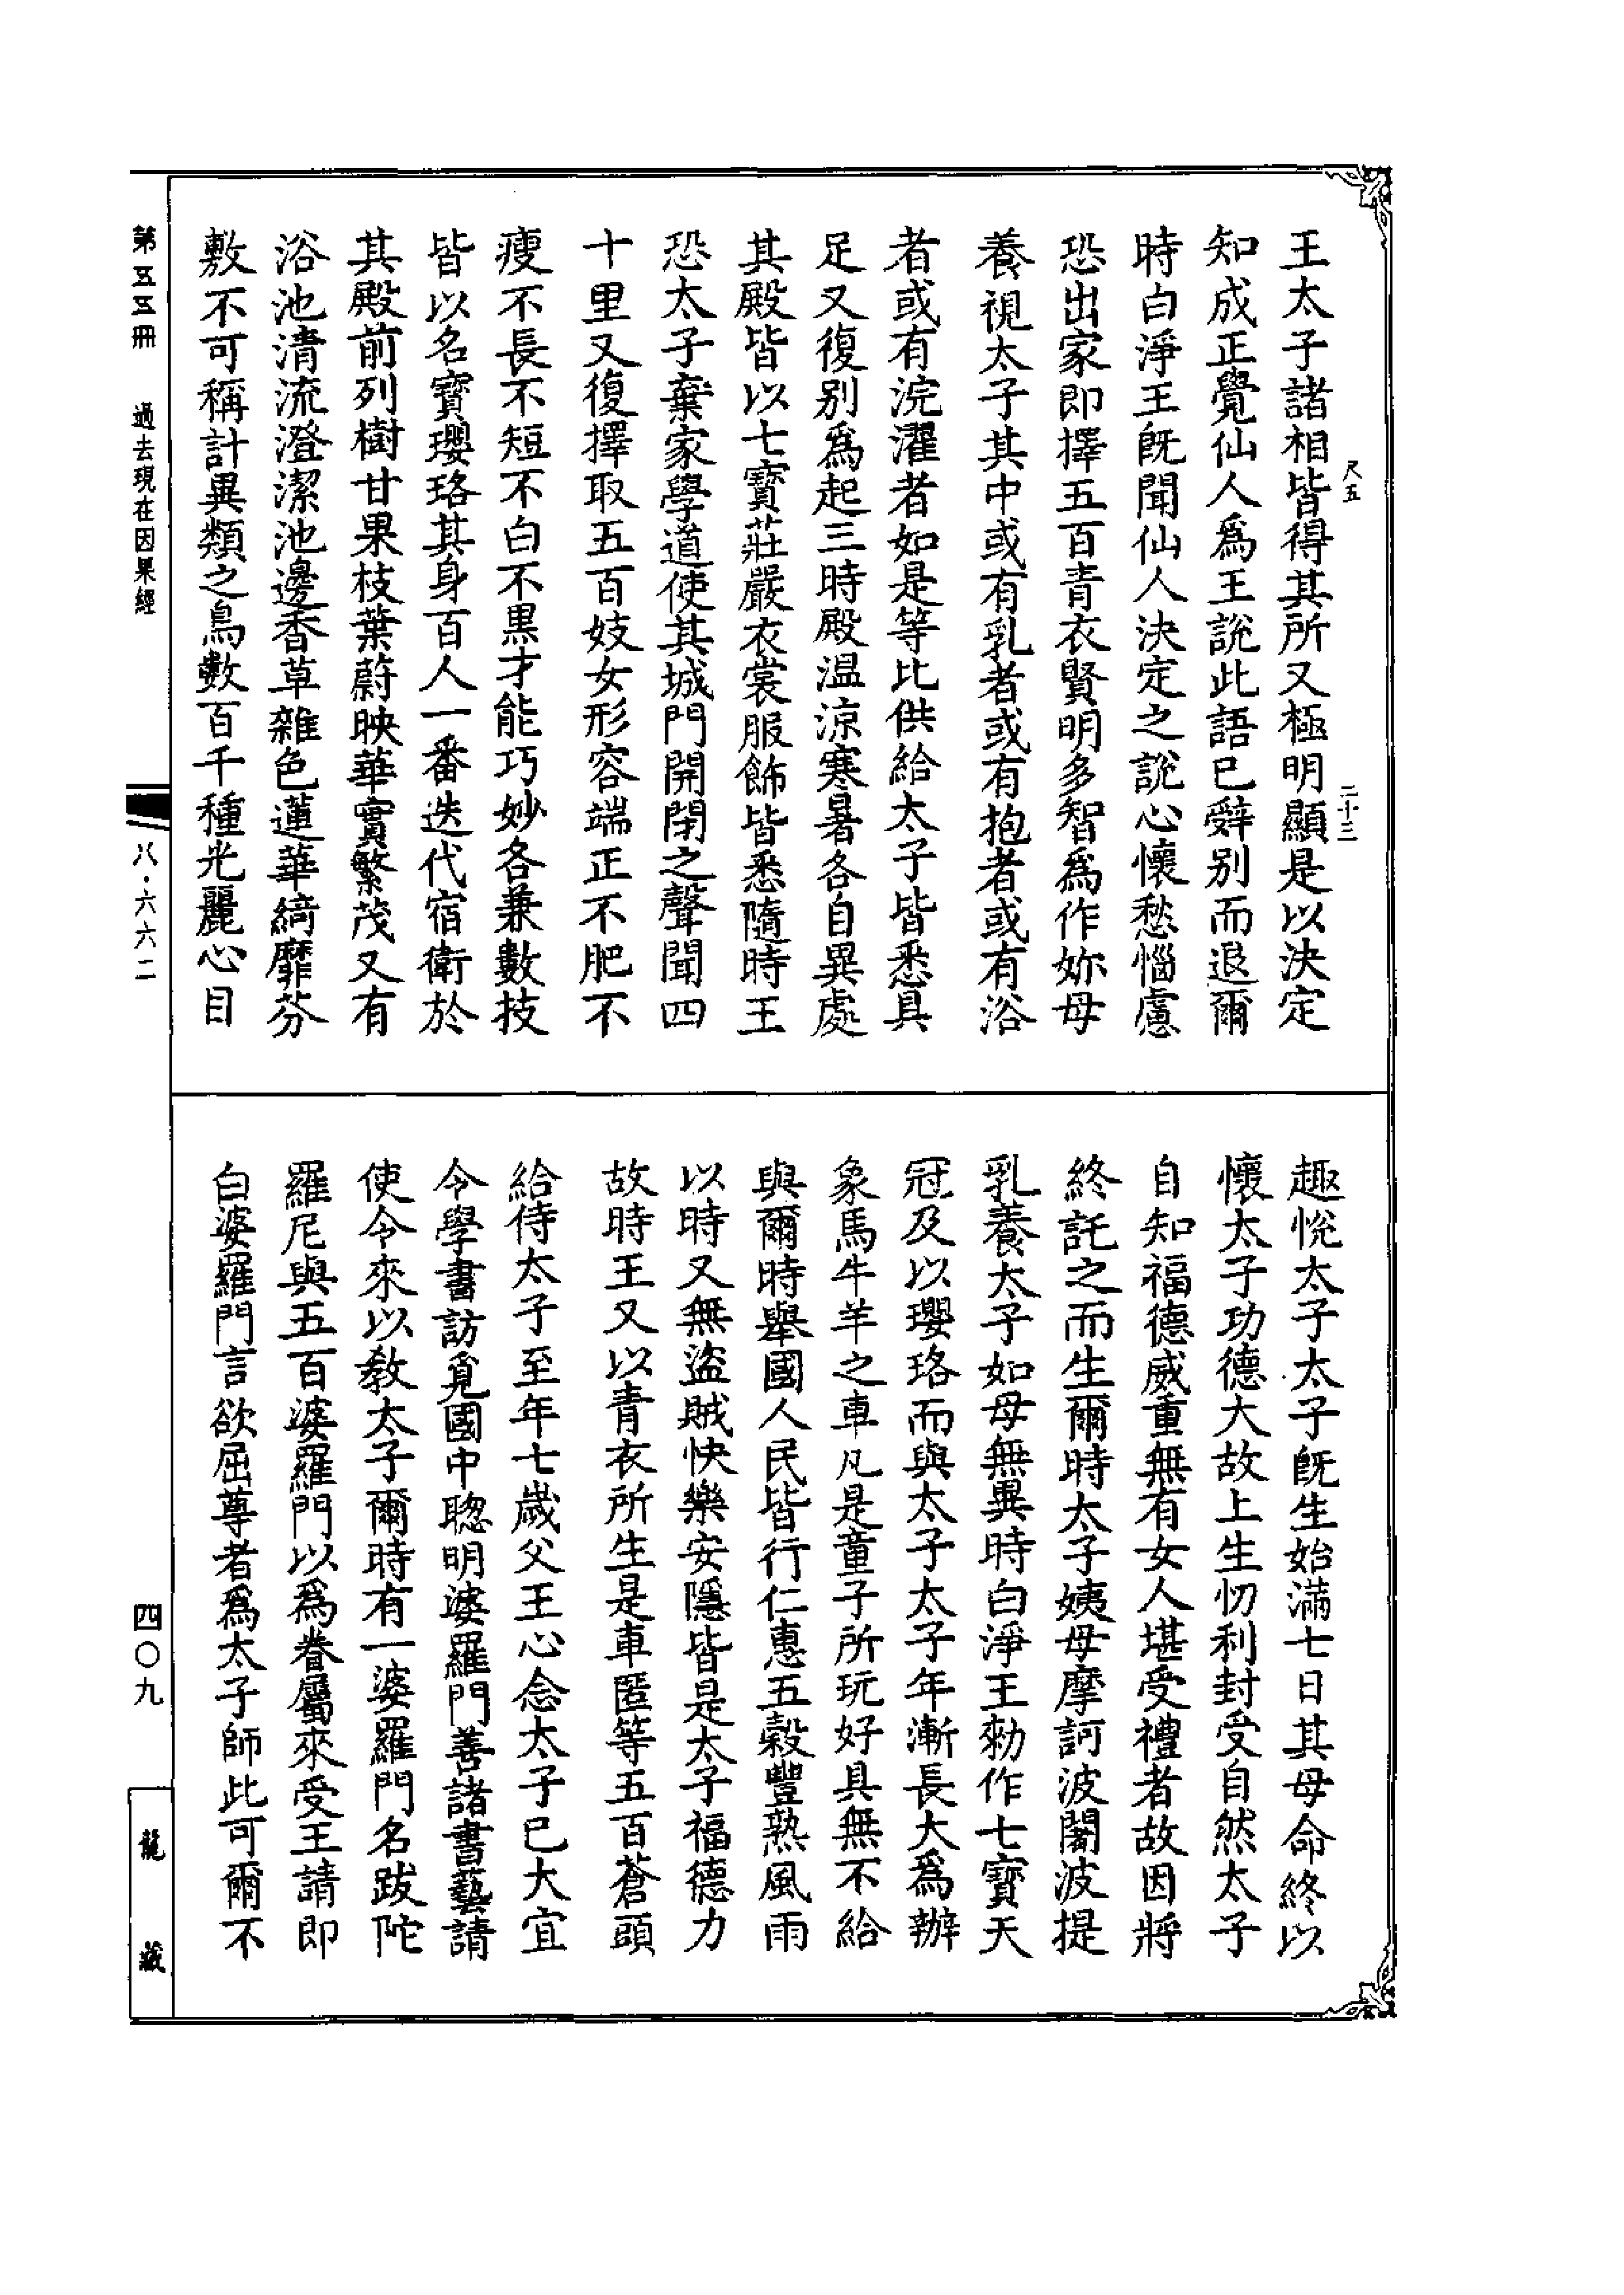 尺五
二十三
王太子諸相皆得其所又極明顯是以決定
知成正覺仙人爲王說此語已辭別而退爾
時白淨王旣聞仙人決定之說心懷愁惱慮
恐出家即擇五百青衣賢明多智爲作妳母
養視太子其中或有乳者或有抱者或有浴
者或有浣濯者如是等比供給太子皆悉具
足又復別爲起三時殿温涼寒暑各自異處
其殿皆以七寶莊嚴衣裳服飾皆悉隨時王
恐太子棄家學道使其城門開閉之聲聞四
十里又復擇取五百妓女形容端正不肥不
瘦不長不短不白不黒才能巧妙各兼數技
皆以名寶瓔珞其身百人一番迭代宿衛於
其殿前列樹甘果枝葉蔚映華實繁茂又有
浴池清流澄潔池邊香草雜色蓮華綺靡芬
敷不可稱計異類之鳥數百千種光麗心目
趣悅太子太子旣生始滿七日其母命終以
懷太子功德大故上生忉利封受自然太子
自知福德威重無有女人堪受禮者故因將
終託之而生爾時太子姨母摩訶波闍波提
乳養太子如母無異時白淨王勑作七寶天
冠及以瓔珞而與太子太子年漸長大爲辦
象馬牛羊之車凡是童子所玩好具無不給
與爾時舉國人民皆行仁惠五穀豐熟風雨
以時又無盜賊快樂安隱皆是太子福德力
故時王又以青衣所生是車匿等五百蒼頭
給侍太子至年七歲父王心念太子已大宜
令學書訪覓國中聰明婆羅門善諸書藝請
使令來以教太子爾時有一婆羅門名跋陀
羅尼與五百婆羅門以爲眷屬來受王請即
白婆羅門言欲屈尊者爲太子師此可爾不
第五五冊
過去現在因果經
八·六六二
四〇九
龍藏